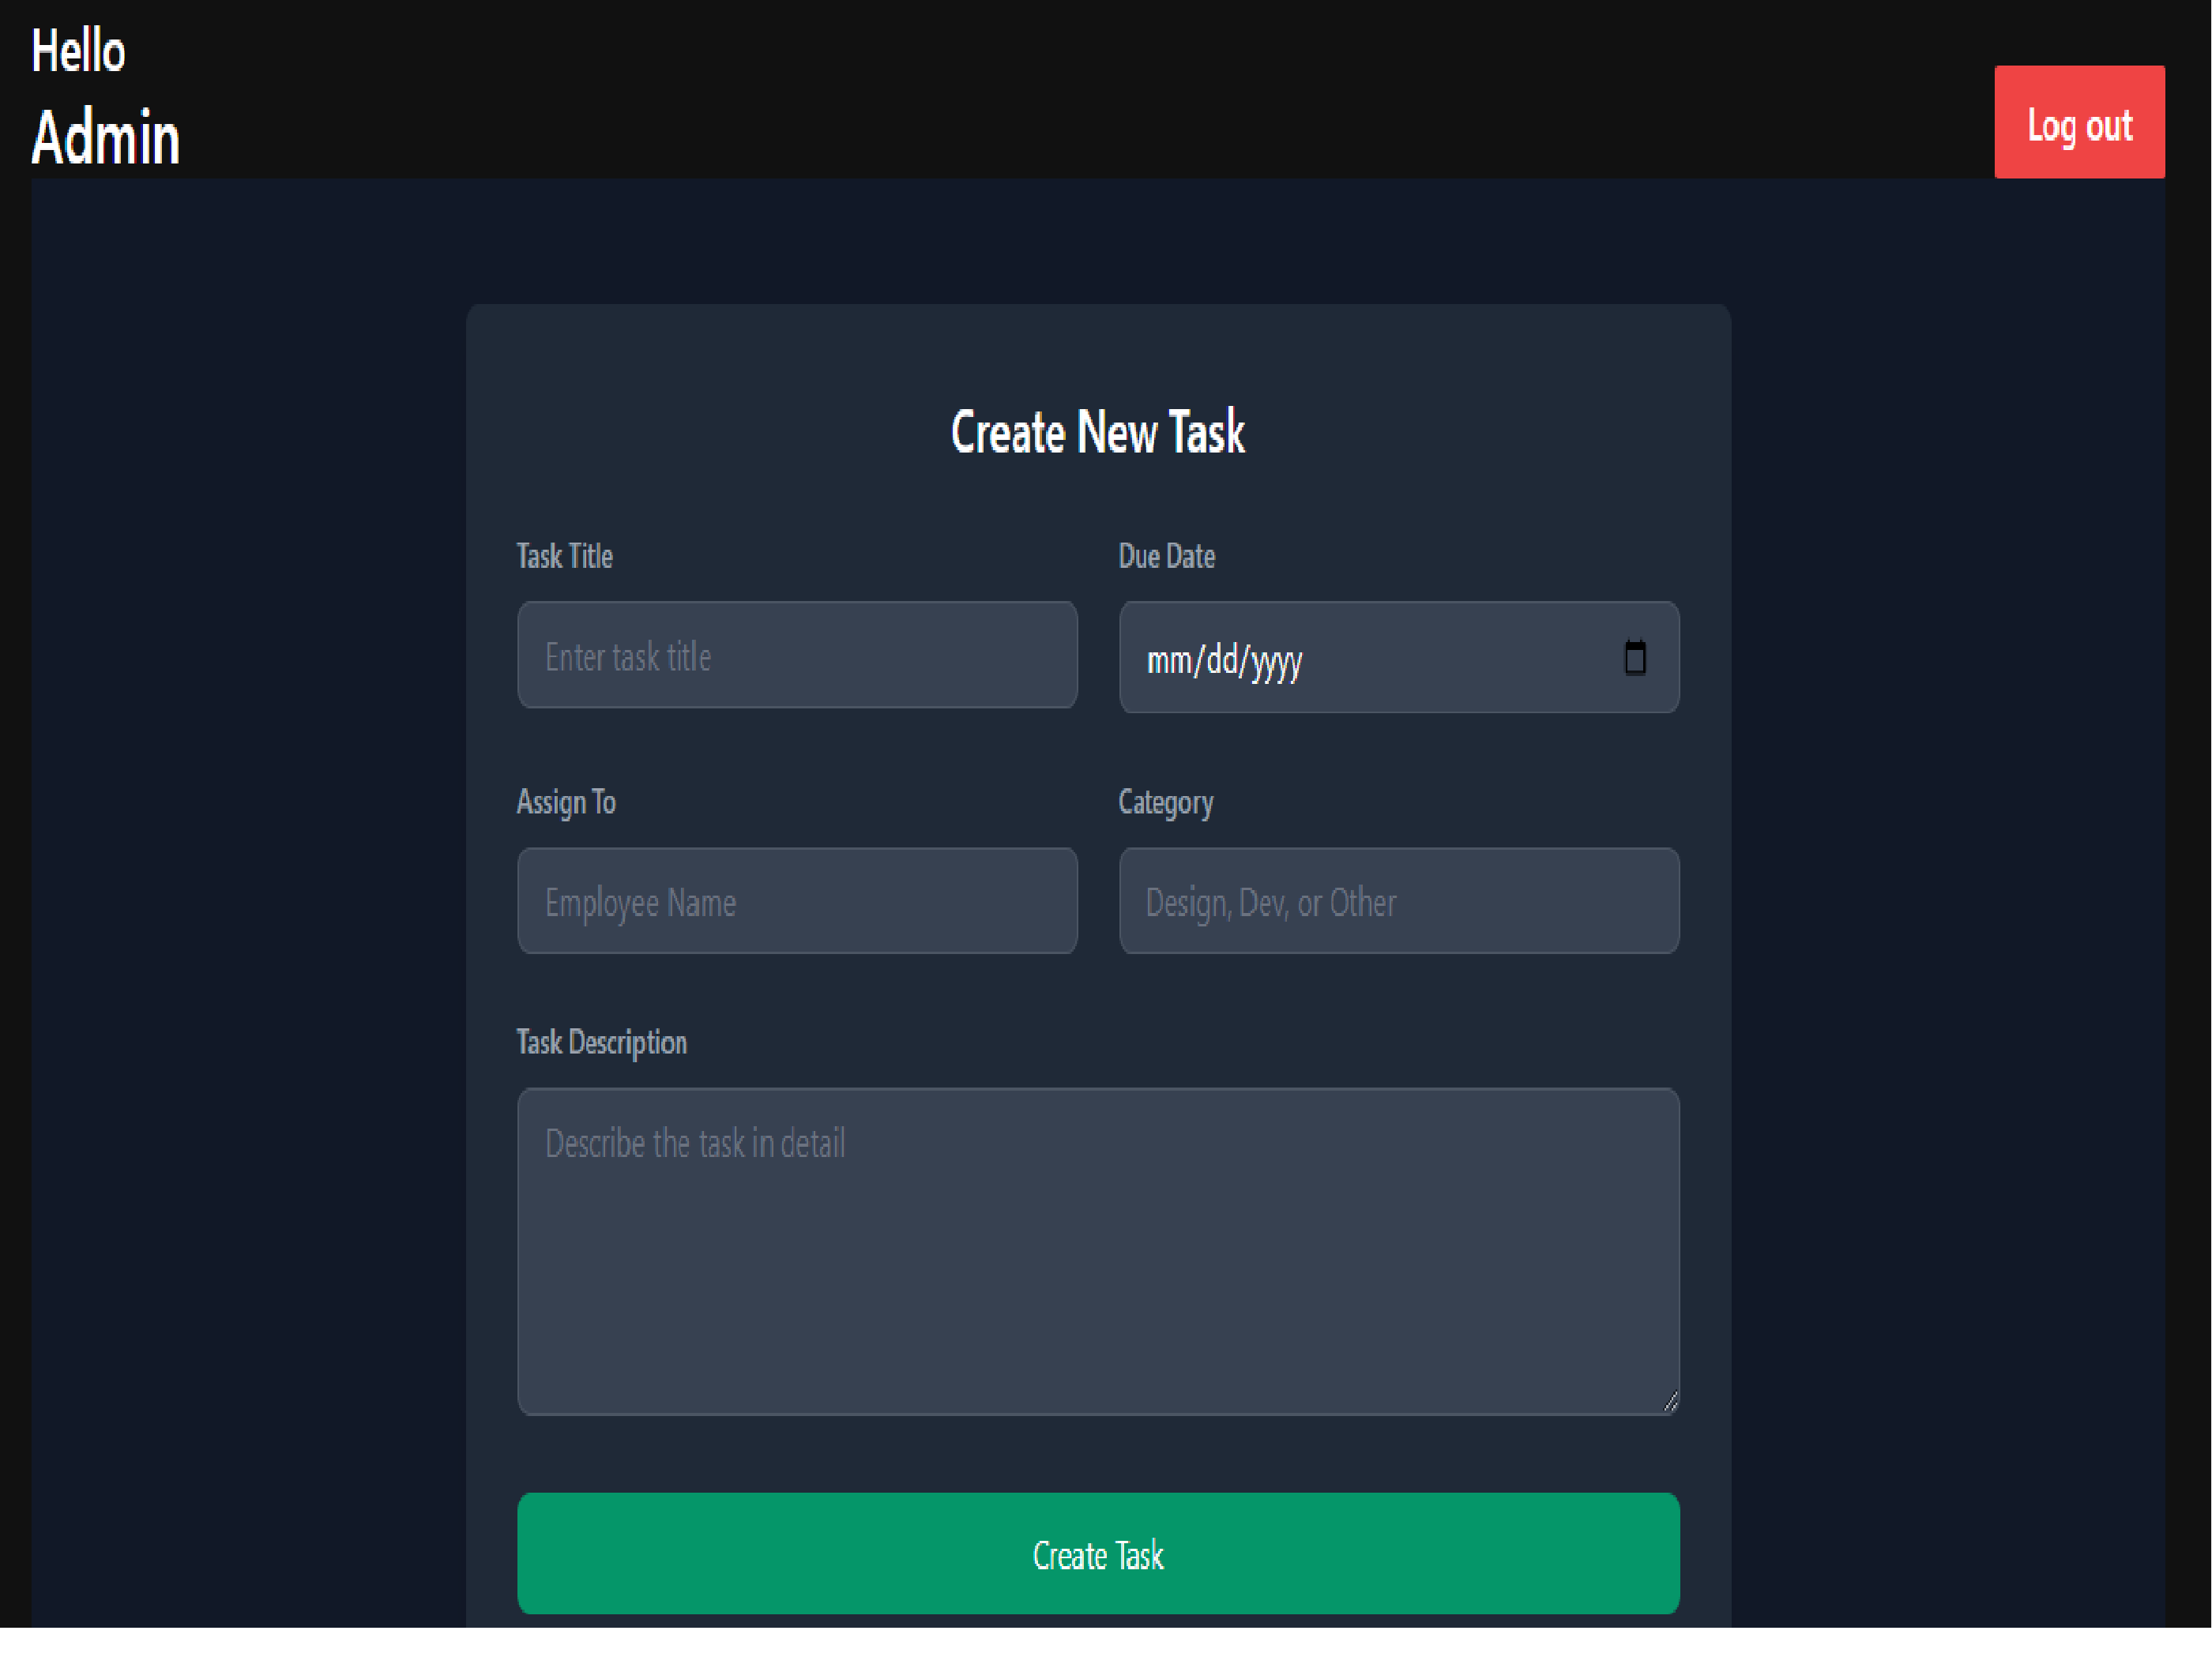 Hello
Admin
Log out
Create New Task
Task Title
Due Date
Enter task title
mm/dd/yyyy
Assign To
Category
Employee Name
Design, Dev, or Other
Task Description
Describe the task in detail
Create Task